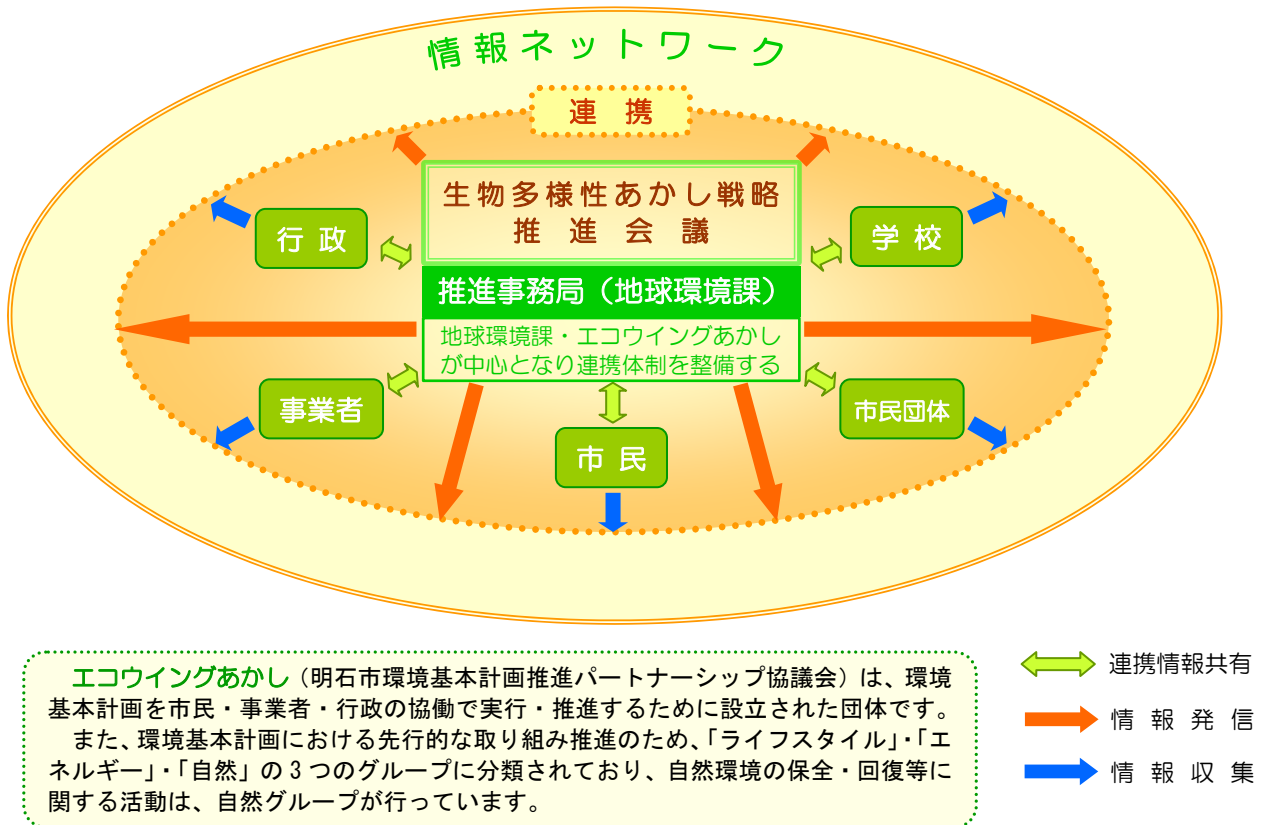 情報ネットワーク
連 携
生物多様性あかし戦略
推 進 会 議
行 政
学 校
推進事務局（地球環境課）
地球環境課・エコウイングあかし
が中心となり連携体制を整備する
事業者
市民団体
市 民
エコウイングあかし（明石市環境基本計画推進パートナーシップ協議会）は、環境
基本計画を市民・事業者・行政の協働で実行・推進するために設立された団体です。
また、環境基本計画における先行的な取り組み推進のため、「ライフスタイル」・「エ
ネルギー」・「自然」の３つのグループに分類されており、自然環境の保全・回復等に
関する活動は、自然グループが行っています。
連携情報共有
情 報 発 信
情 報 収 集